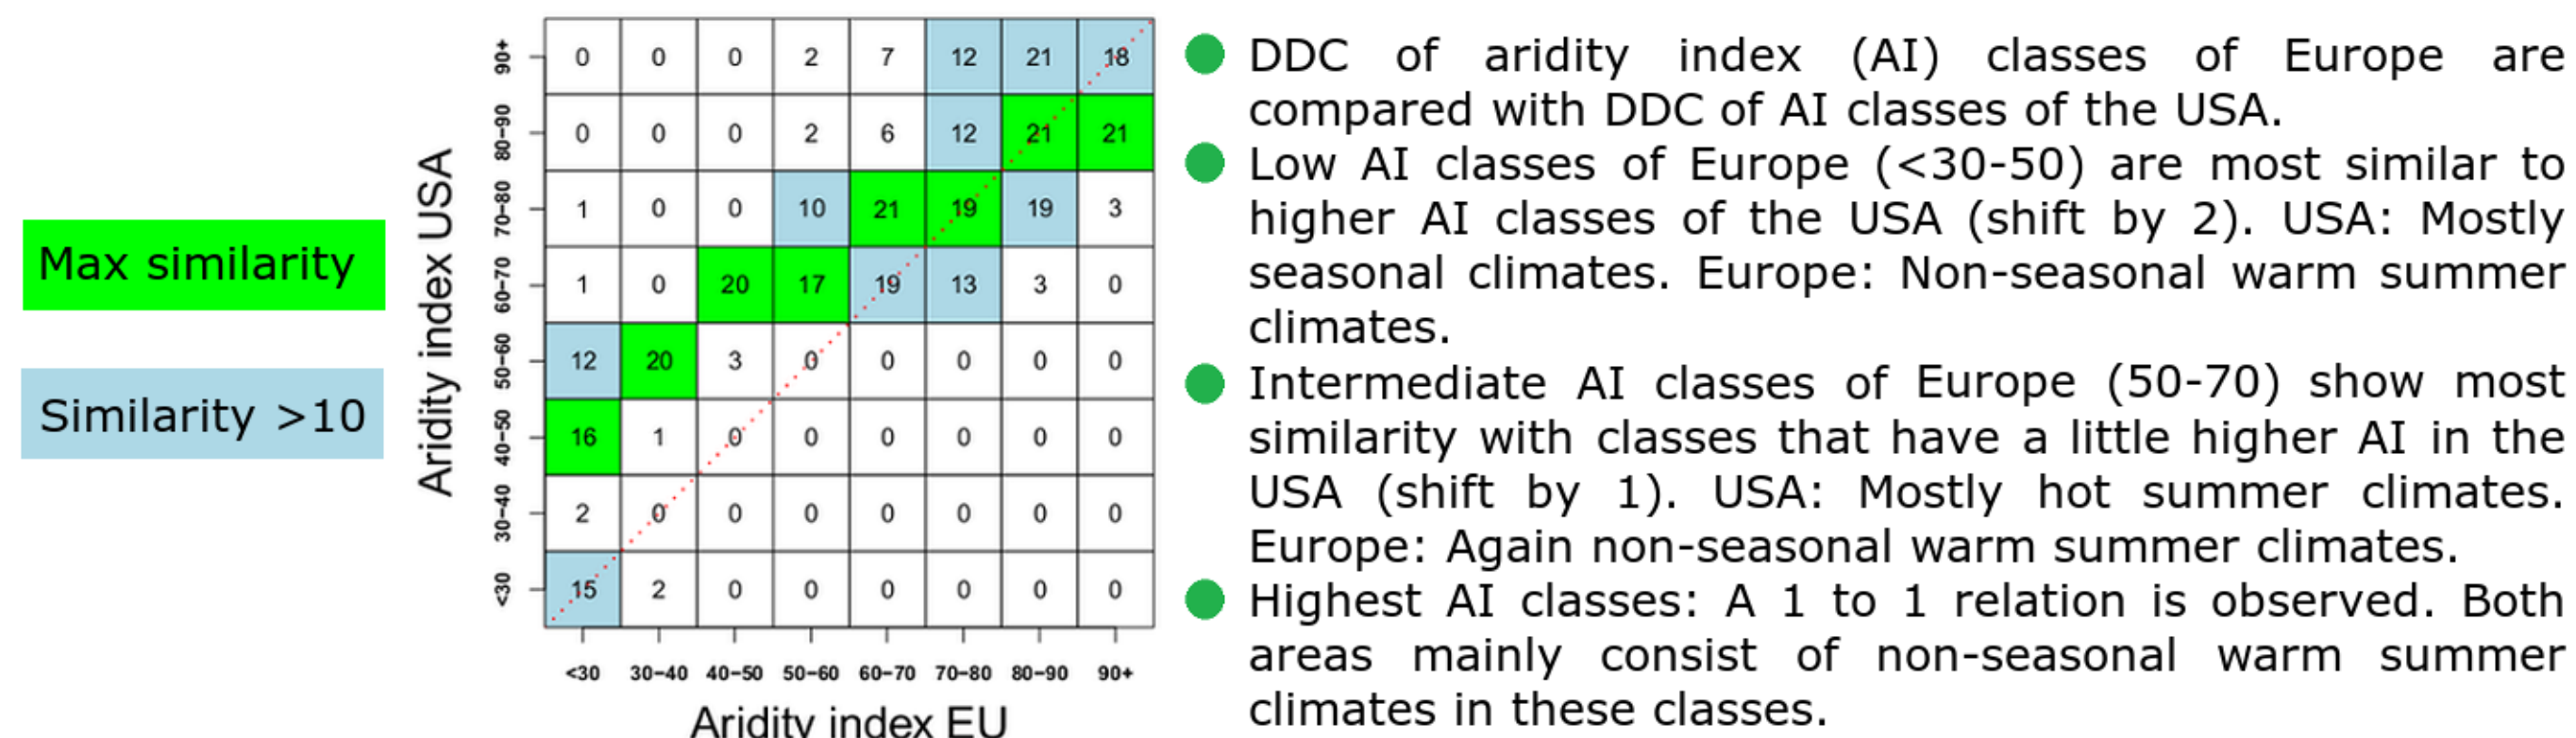 Max similarity
Similarity >10
Aridity index USA
90+ 0 0 0 2 7 12 21 18
80-90 0 0 0 2 6 12 21 21
70-80 1 0 0 10 21 19 19 3
60-70 1 0 20 17 19 13 3 0
50-60 12 20 3 0 0 0 0 0
40-50 16 1 0 0 0 0 0 0
30-40 2 0 0 0 0 0 0 0
<30 15 2 0 0 0 0 0 0
<30 30-40 40-50 50-60 60-70 70-80 80-90 90+
Aridity index EU
DDC of aridity index (AI) classes of Europe are
compared with DDC of AI classes of the USA.
Low AI classes of Europe (<30-50) are most similar to
higher AI classes of the USA (shift by 2). USA: Mostly
seasonal climates. Europe: Non-seasonal warm summer
climates.
Intermediate AI classes of Europe (50-70) show most
similarity with classes that have a little higher AI in the
USA (shift by 1). USA: Mostly hot summer climates.
Europe: Again non-seasonal warm summer climates.
Highest AI classes: A 1 to 1 relation is observed. Both
areas mainly consist of non-seasonal warm summer
climates in these classes.